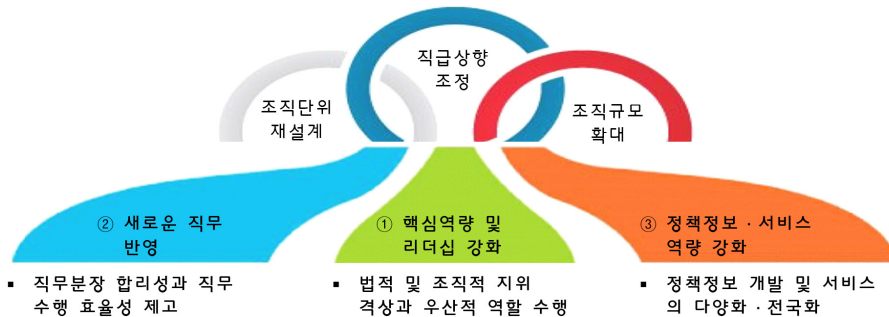 직급상향
조정
조직단위
재설계
조직규모
확대
② 새로운 직무
반영
① 핵심역량 및
리더십 강화
③ 정책정보 · 서비스
역량 강화
▪ 직무분장 합리성과 직무
수행 효율성 제고
▪ 법적 및 조직적 지위
격상과 우산적 역할 수행
▪ 정책정보 개발 및 서비스
의 다양화 · 전국화